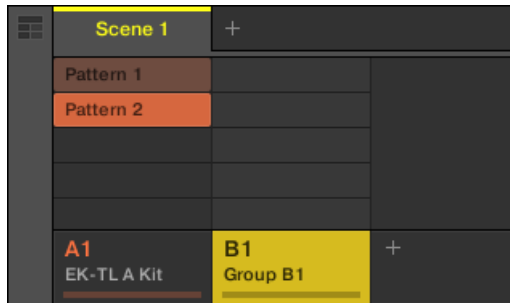 Scene 1 +
Pattern 1
Pattern 2
A1 B1 +
EK-TL A Kit Group B1